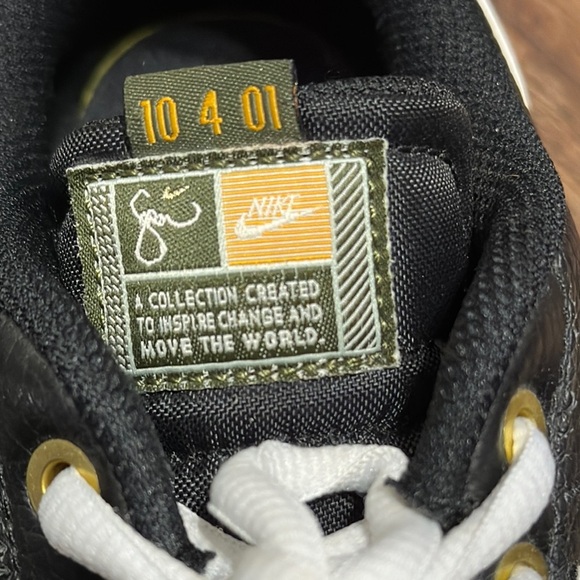 10 4 01
NIKE
A COLLECTION CREATED
TO INSPIRE CHANGE AND
MOVE THE WORLD.